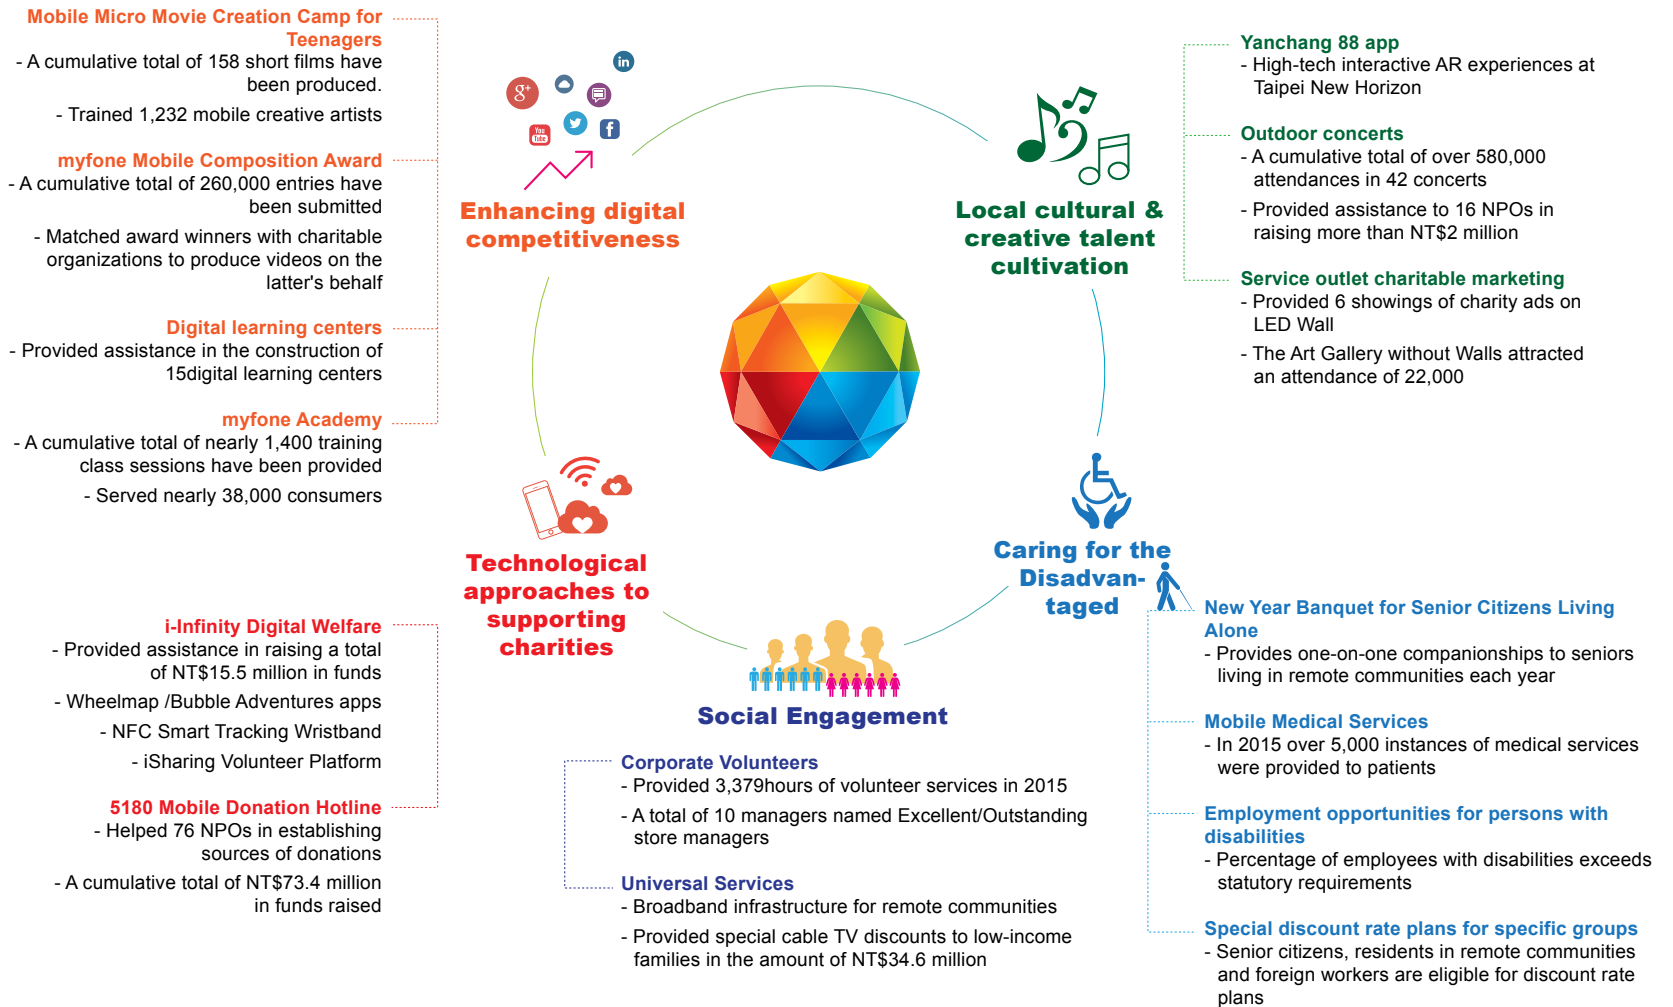 Mobile Micro Movie Creation Camp for
Teenagers
- A cumulative total of 158 short films have
been produced.
- Trained 1,232 mobile creative artists
myfone Mobile Composition Award
- A cumulative total of 260,000 entries have
been submitted
- Matched award winners with charitable
organizations to produce videos on the
latter's behalf
Digital learning centers
- Provided assistance in the construction of
15digital learning centers
myfone Academy
- A cumulative total of nearly 1,400 training
class sessions have been provided
- Served nearly 38,000 consumers
in
g+
You
Tube
f
Enhancing digital
competitiveness
Local cultural &
creative talent
cultivation
Yanchang 88 app
- High-tech interactive AR experiences at
Taipei New Horizon
Outdoor concerts
- A cumulative total of over 580,000
attendances in 42 concerts
- Provided assistance to 16 NPOs in
raising more than NT$2 million
Service outlet charitable marketing
- Provided 6 showings of charity ads on
LED Wall
- The Art Gallery without Walls attracted
an attendance of 22,000
Technological
approaches to
supporting
charities
i-Infinity Digital Welfare
- Provided assistance in raising a total
of NT$15.5 million in funds
- Wheelmap /Bubble Adventures apps
- NFC Smart Tracking Wristband
- iSharing Volunteer Platform
5180 Mobile Donation Hotline
- Helped 76 NPOs in establishing
sources of donations
- A cumulative total of NT$73.4 million
in funds raised
Social Engagement
Corporate Volunteers
- Provided 3,379hours of volunteer services in 2015
- A total of 10 managers named Excellent/Outstanding
store managers
Universal Services
- Broadband infrastructure for remote communities
- Provided special cable TV discounts to low-income
families in the amount of NT$34.6 million
Caring for the
Disadvan-
taged
New Year Banquet for Senior Citizens Living
Alone
- Provides one-on-one companionships to seniors
living in remote communities each year
Mobile Medical Services
- In 2015 over 5,000 instances of medical services
were provided to patients
Employment opportunities for persons with
disabilities
- Percentage of employees with disabilities exceeds
statutory requirements
Special discount rate plans for specific groups
- Senior citizens, residents in remote communities
and foreign workers are eligible for discount rate
plans